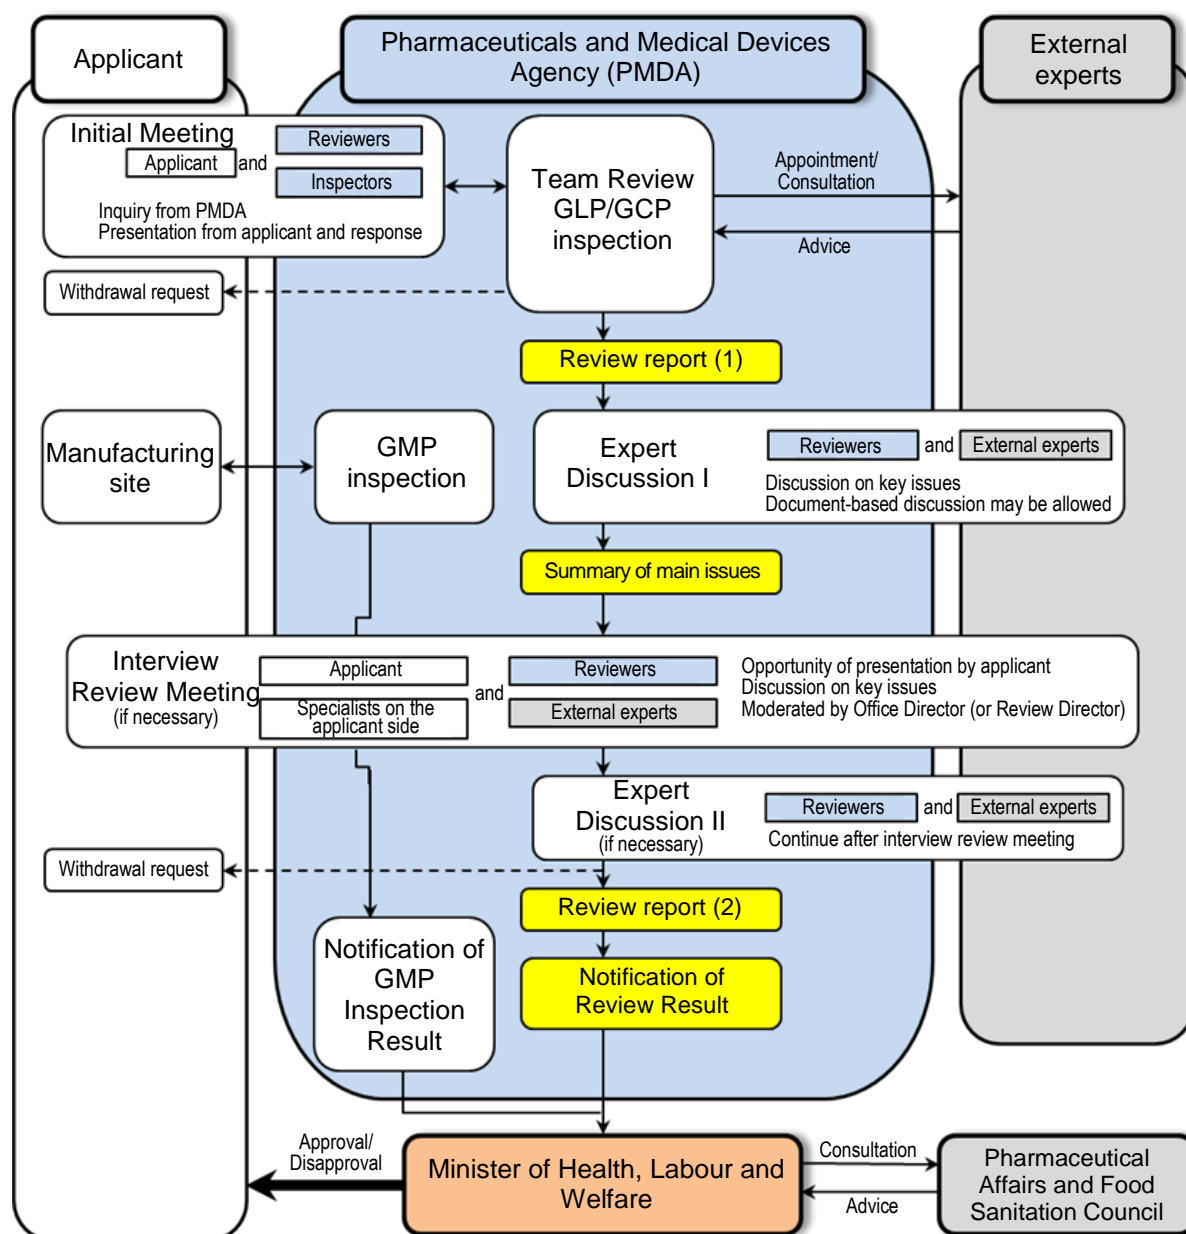 Applicant
Pharmaceuticals and Medical Devices
Agency (PMDA)
External
experts
Initial Meeting
Applicant
and
Reviewers
Inspectors
Inquiry from PMDA
Presentation from applicant and response
Team Review
GLP/GCP
inspection
Appointment/
Consultation
Advice
Withdrawal request
Review report (1)
Manufacturing
site
GMP
inspection
Expert
Discussion I
Reviewers
and
External experts
Discussion on key issues
Document-based discussion may be allowed
Summary of main issues
Interview
Review Meeting
(if necessary)
Applicant
Specialists on the
applicant side
and
Reviewers
External experts
Opportunity of presentation by applicant
Discussion on key issues
Moderated by Office Director (or Review Director)
Expert
Discussion II
(if necessary)
Reviewers
and
External experts
Continue after interview review meeting
Withdrawal request
Review report (2)
Notification of
GMP
Inspection
Result
Notification of
Review Result
Approval/
Disapproval
Minister of Health, Labour and
Welfare
Consultation
Advice
Pharmaceutical
Affairs and Food
Sanitation Council